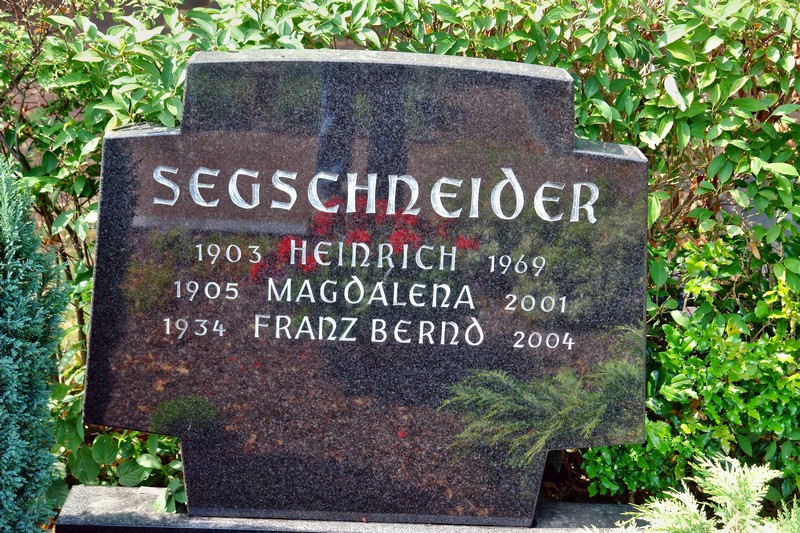 SEGSCHNEIDER
1903 HEINRICH 1969
1905 MAGDALENA 2001
1934 FRANZ BERND 2004